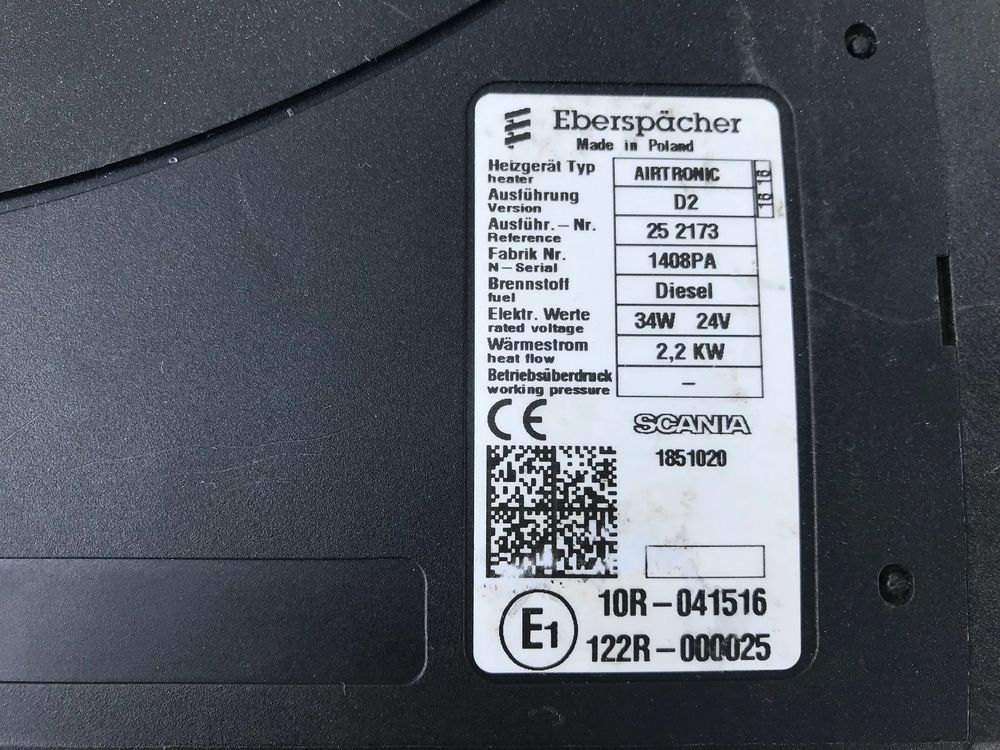 Eberspächer
Made in Poland
Heizgerät Typ AIRTRONIC
heater
16 16
Ausführung D2
Version
Ausführ.-Nr. 25 2173
Reference
Fabrik Nr. 1408PA
N-Serial
Brennstoff Diesel
fuel
Elektr. Werte 34W 24V
rated voltage
Wärmestrom 2,2 KW
heat flow
Betriebsüberdruck -
working pressure
CE SCANIA
1851020
E1 10R-041516
122R-000025